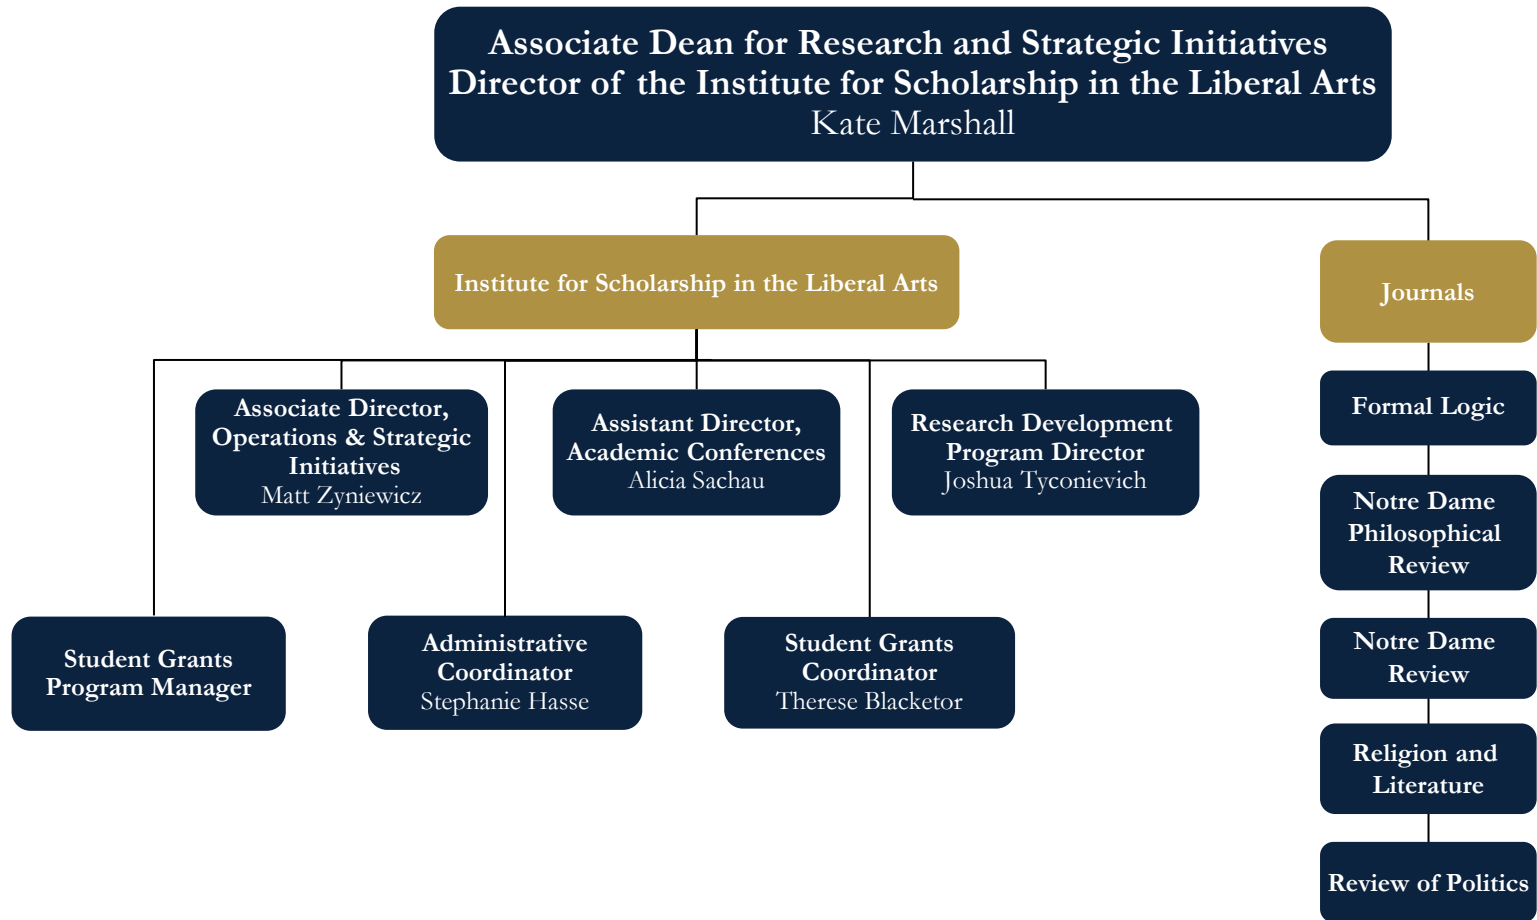 Associate Dean for Research and Strategic Initiatives
Director of the Institute for Scholarship in the Liberal Arts
Kate Marshall
Institute for Scholarship in the Liberal Arts
Journals
Associate Director,
Operations & Strategic
Initiatives
Matt Zyniewicz
Assistant Director,
Academic Conferences
Alicia Sachau
Research Development
Program Director
Joshua Tyconievich
Student Grants
Program Manager
Administrative
Coordinator
Stephanie Hasse
Student Grants
Coordinator
Therese Blacketor
Formal Logic
Notre Dame
Philosophical
Review
Notre Dame
Review
Religion and
Literature
Review of Politics